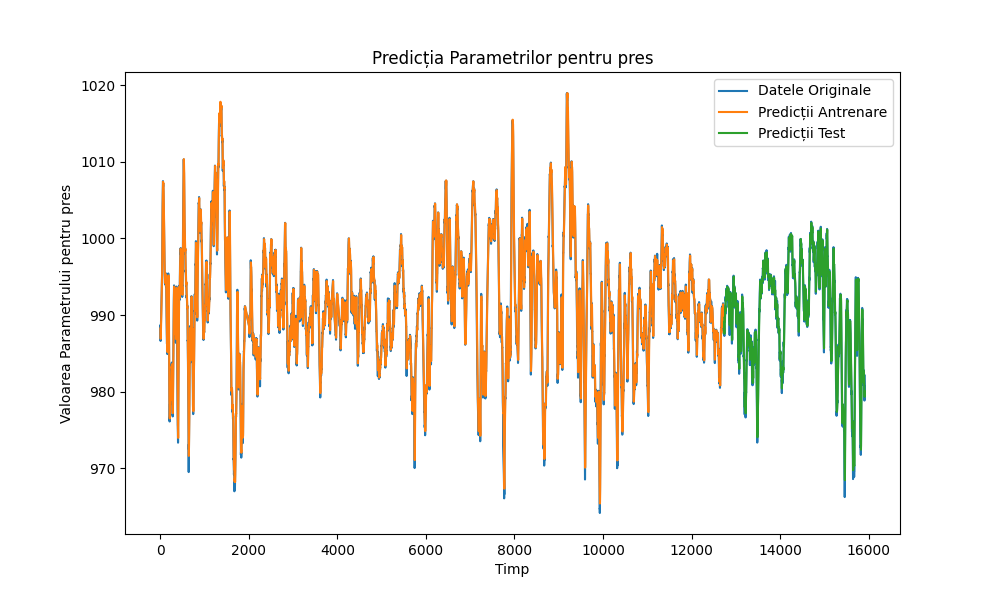 Predicția Parametrilor pentru pres
Datele Originale
Predicții Antrenare
Predicții Test
Valoarea Parametrului pentru pres
1020
1010
1000
990
980
970
0 2000 4000 6000 8000 10000 12000 14000 16000
Timp